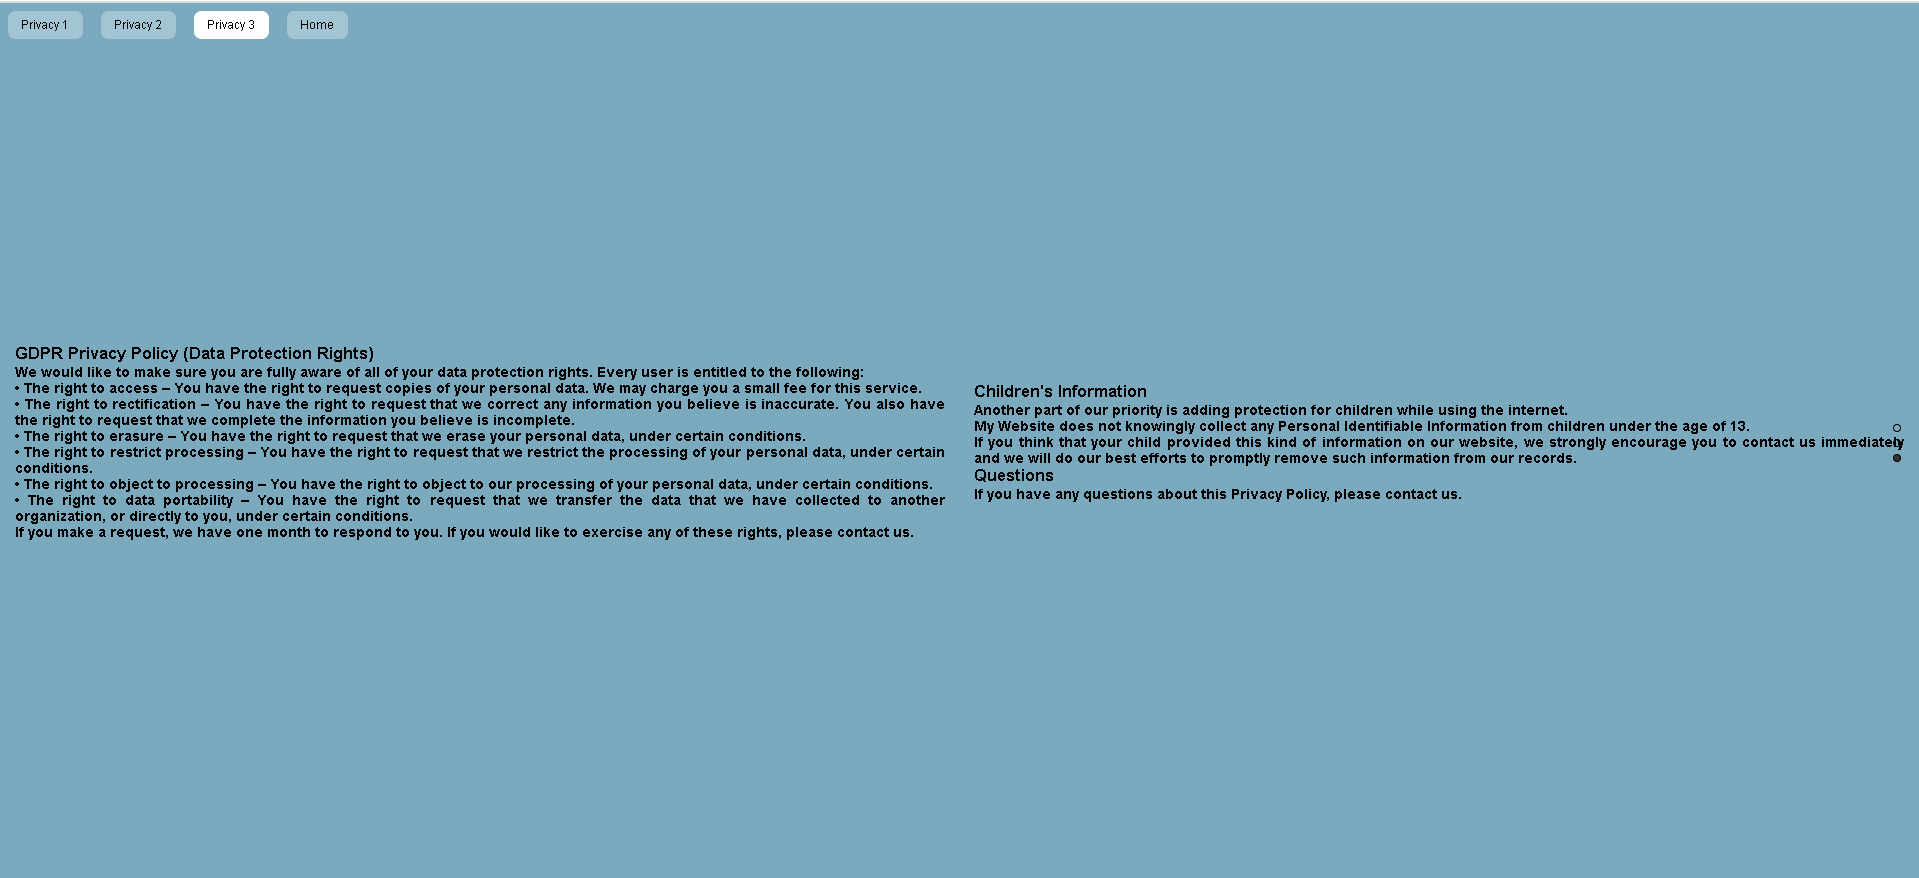 Privacy 1
Privacy 2
Privacy 3
Home
GDPR Privacy Policy (Data Protection Rights)
We would like to make sure you are fully aware of all of your data protection rights. Every user is entitled to the following:
• The right to access – You have the right to request copies of your personal data. We may charge you a small fee for this service.
• The right to rectification – You have the right to request that we correct any information you believe is inaccurate. You also have
the right to request that we complete the information you believe is incomplete.
• The right to erasure – You have the right to request that we erase your personal data, under certain conditions.
• The right to restrict processing – You have the right to request that we restrict the processing of your personal data, under certain
conditions.
• The right to object to processing – You have the right to object to our processing of your personal data, under certain conditions.
• The right to data portability – You have the right to request that we transfer the data that we have collected to another
organization, or directly to you, under certain conditions.
If you make a request, we have one month to respond to you. If you would like to exercise any of these rights, please contact us.
Children's Information
Another part of our priority is adding protection for children while using the internet.
My Website does not knowingly collect any Personal Identifiable Information from children under the age of 13.
If you think that your child provided this kind of information on our website, we strongly encourage you to contact us immediately
and we will do our best efforts to promptly remove such information from our records.
Questions
If you have any questions about this Privacy Policy, please contact us.